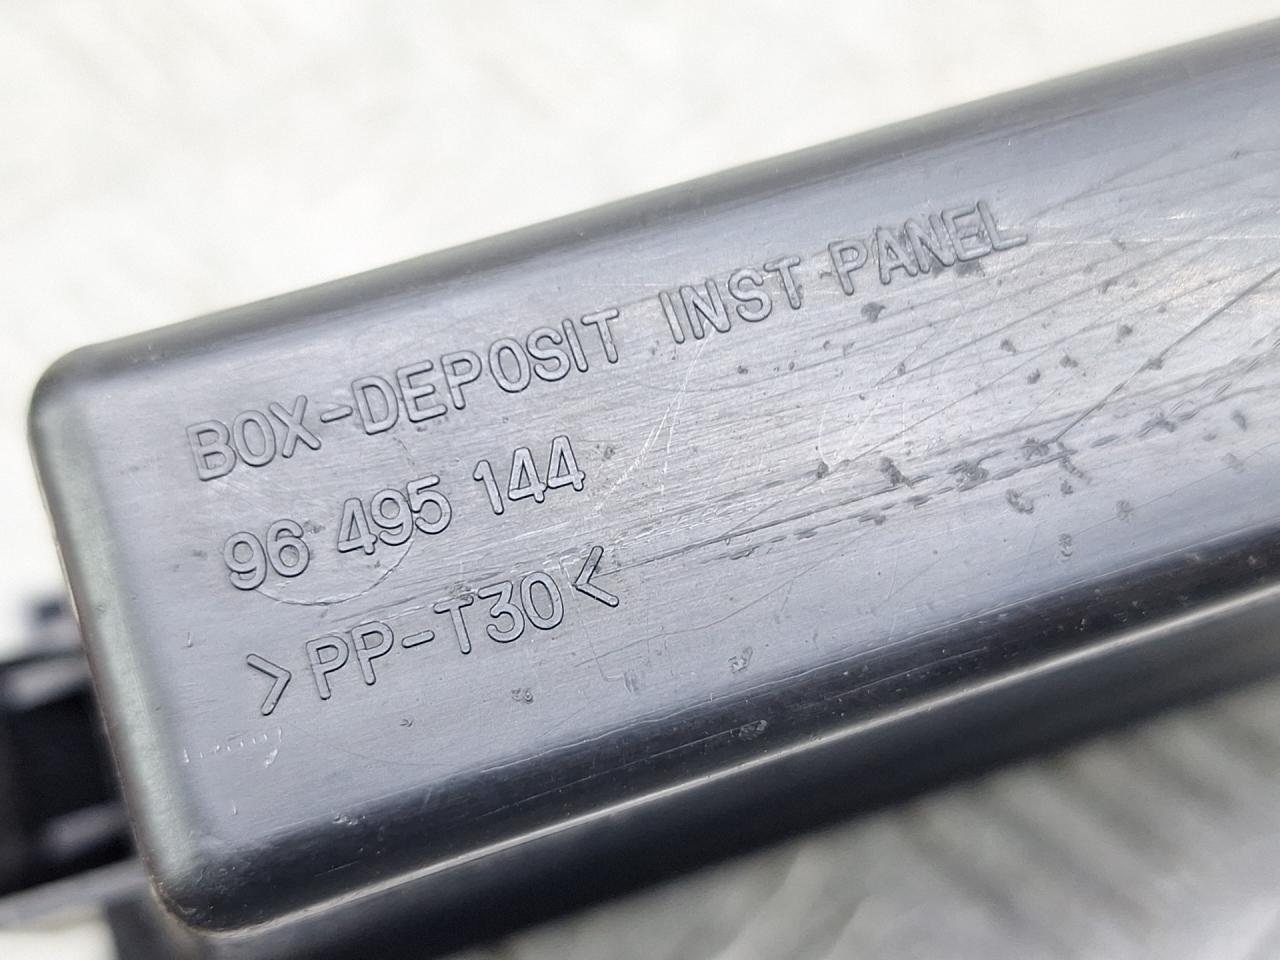 BOX-DEPOSIT INST PANEL
96 495 144
>PP-T30<